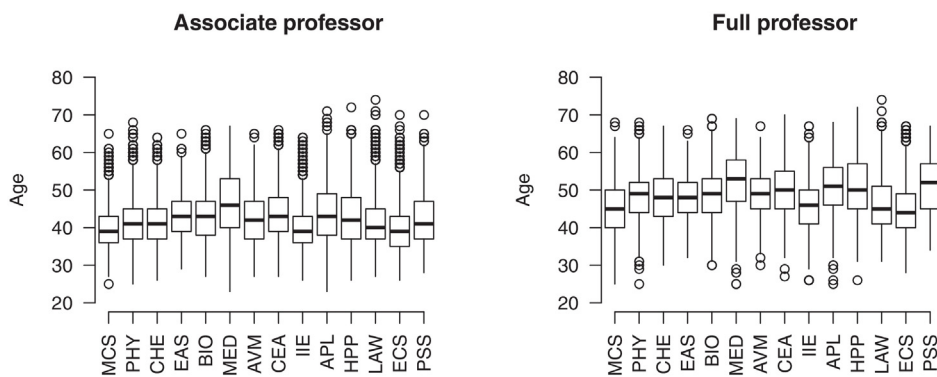 Associate professor
Age
80
70
60
50
40
30
20
MCS
PHY
CHE
EAS
BIO
MED
AVM
CEA
IIE
APL
HPP
LAW
ECS
PSS
Full professor
Age
80
70
60
50
40
30
20
MCS
PHY
CHE
EAS
BIO
MED
AVM
CEA
IIE
APL
HPP
LAW
ECS
PSS